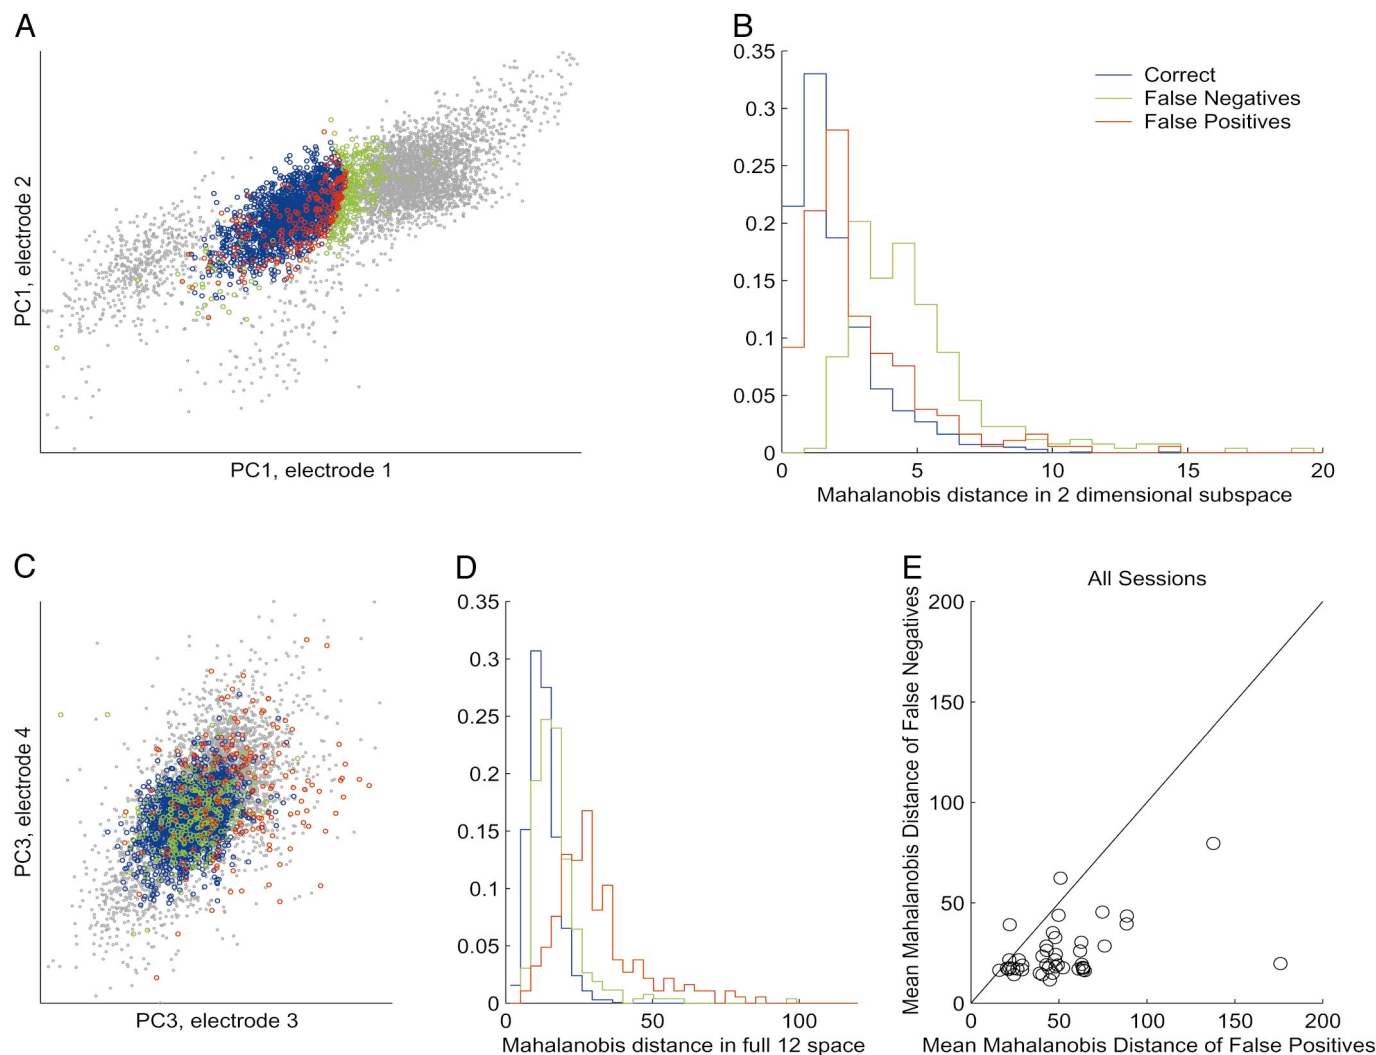 A
PC1, electrode 2
PC1, electrode 1
B
0.35
0.3
0.25
0.2
0.15
0.1
0.05
0
Correct
False Negatives
False Positives
0 5 10 15 20
Mahalanobis distance in 2 dimensional subspace
C
PC3, electrode 4
PC3, electrode 3
D
0.35
0.3
0.25
0.2
0.15
0.1
0.05
0
0 50 100
Mahalanobis distance in full 12 space
E
All Sessions
Mean Mahalanobis Distance of False Negatives
200
150
100
50
0
0 50 100 150 200
Mean Mahalanobis Distance of False Positives